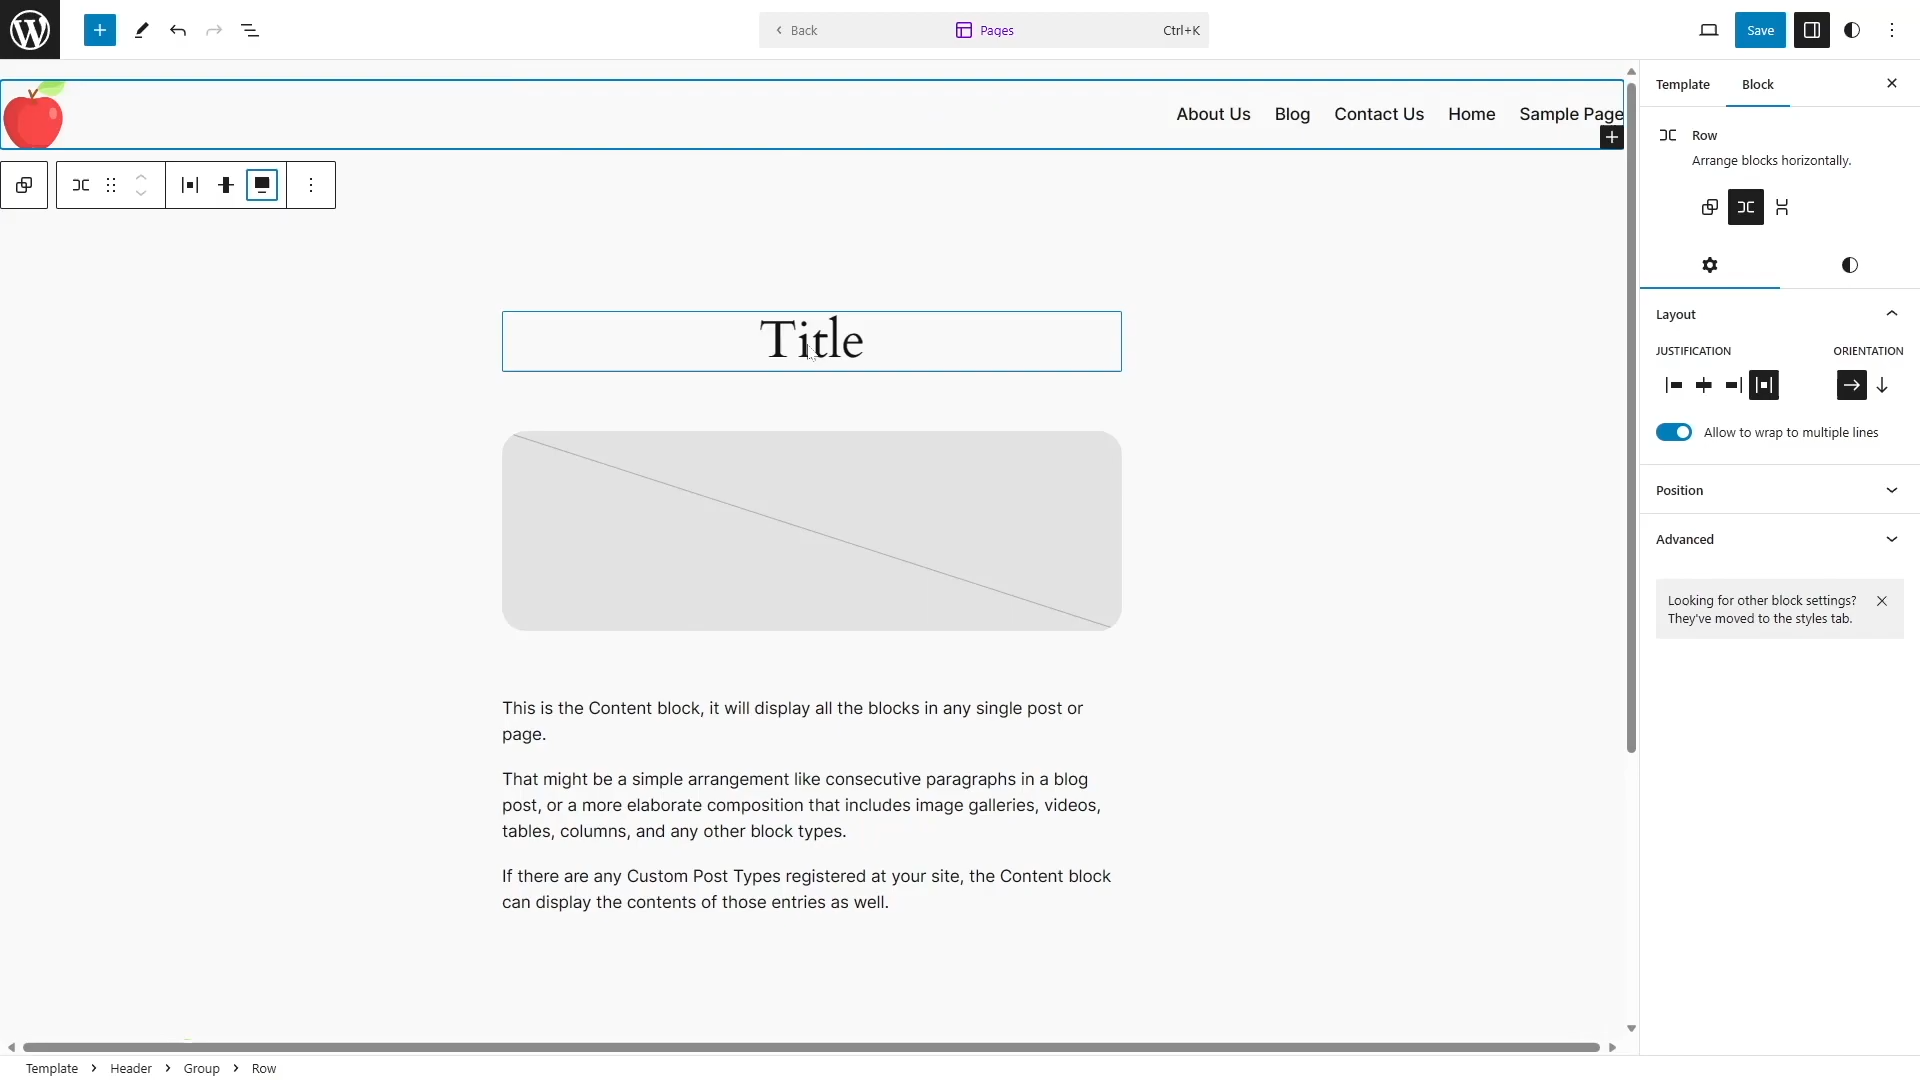 Back
Pages
Ctrl+K
Save
About Us
Blog
Contact Us
Home
Sample Page
Template
Block
Row
Arrange blocks horizontally.
Layout
JUSTIFICATION
ORIENTATION
Allow to wrap to multiple lines
Position
Advanced
Looking for other block settings?
They've moved to the styles tab.
Title
This is the Content block, it will display all the blocks in any single post or
page.
That might be a simple arrangement like consecutive paragraphs in a blog
post, or a more elaborate composition that includes image galleries, videos,
tables, columns, and any other block types.
If there are any Custom Post Types registered at your site, the Content block
can display the contents of those entries as well.
Template > Header > Group > Row